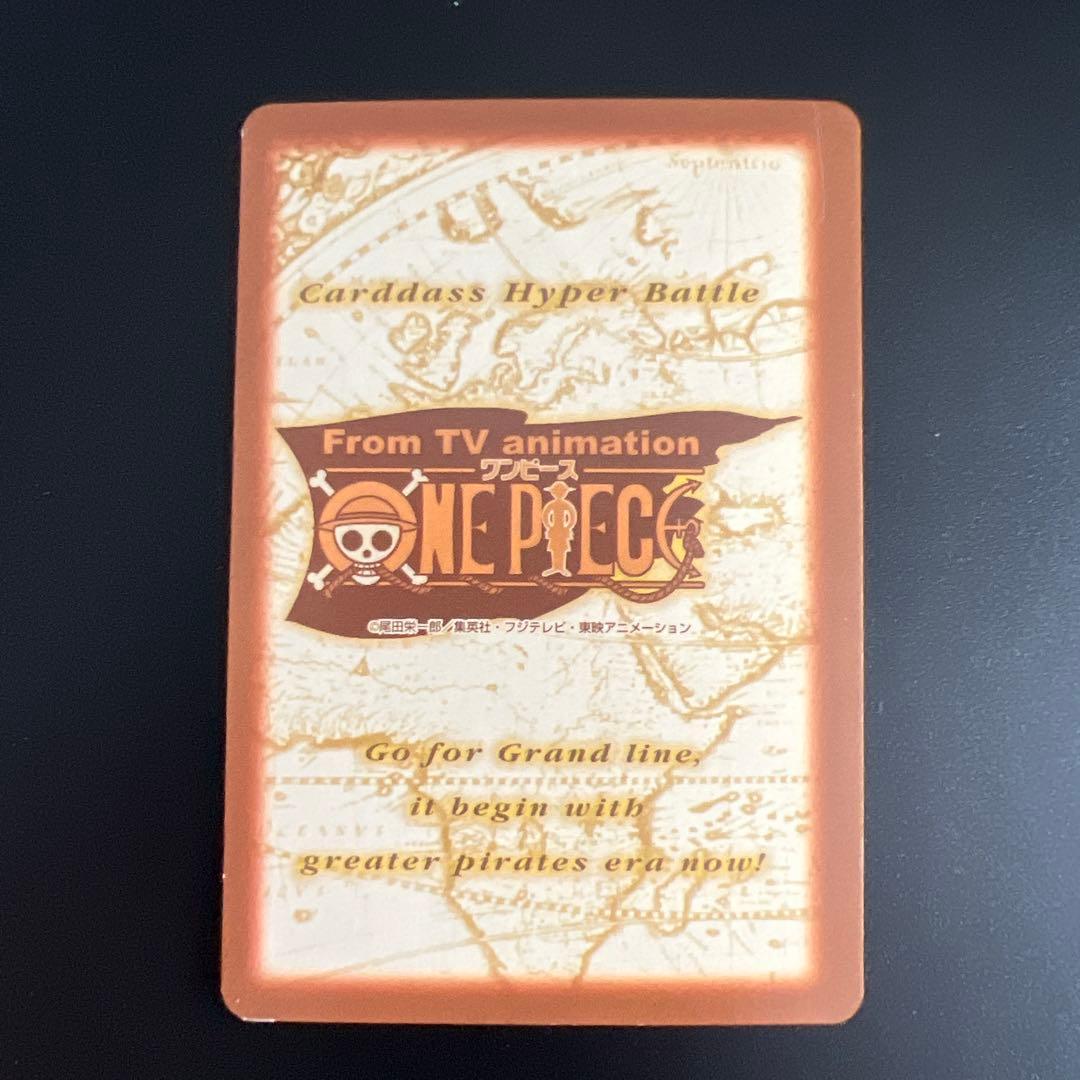 Septentrio
Carddass Hyper Battle
From TV animation
ワンピース
ONE PIECE
©尾田栄一郎／集英社・フジテレビ・東映アニメーション
Go for Grand line,
it begin with
greater pirates era now!